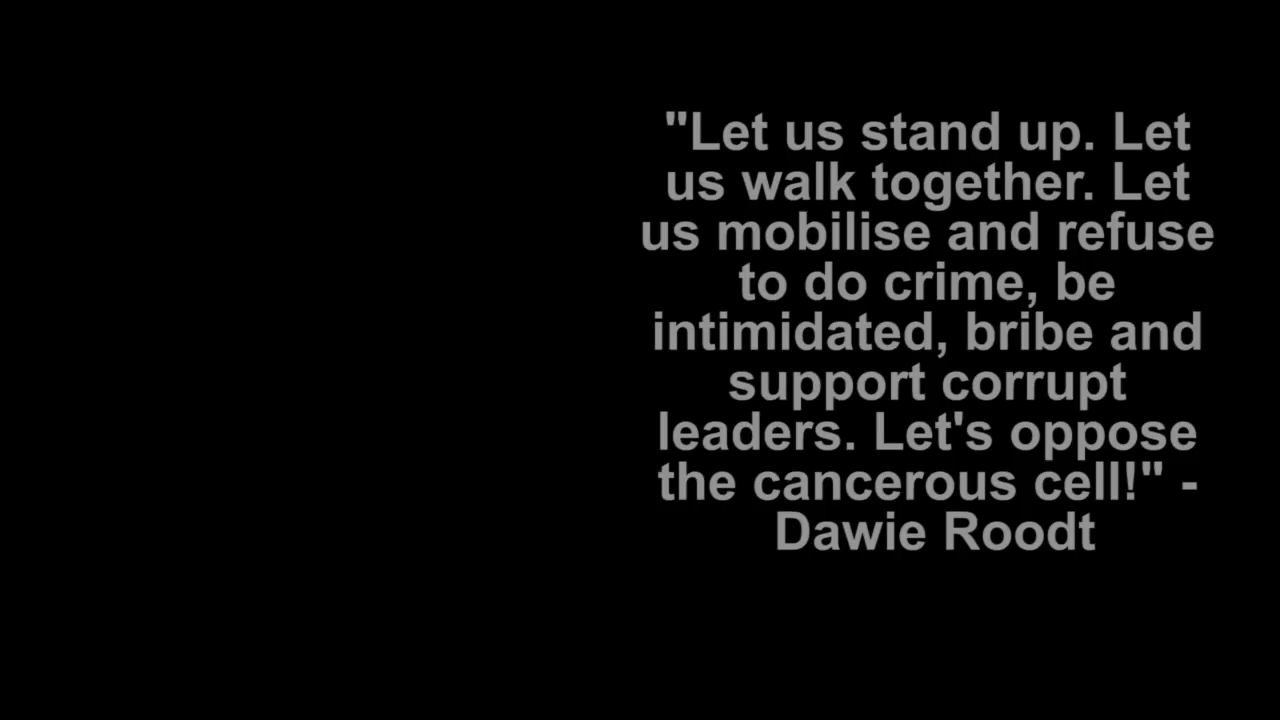 "Let us stand up. Let
us walk together. Let
us mobilise and refuse
to do crime, be
intimidated, bribe and
support corrupt
leaders. Let's oppose
the cancerous cell!" -
Dawie Roodt